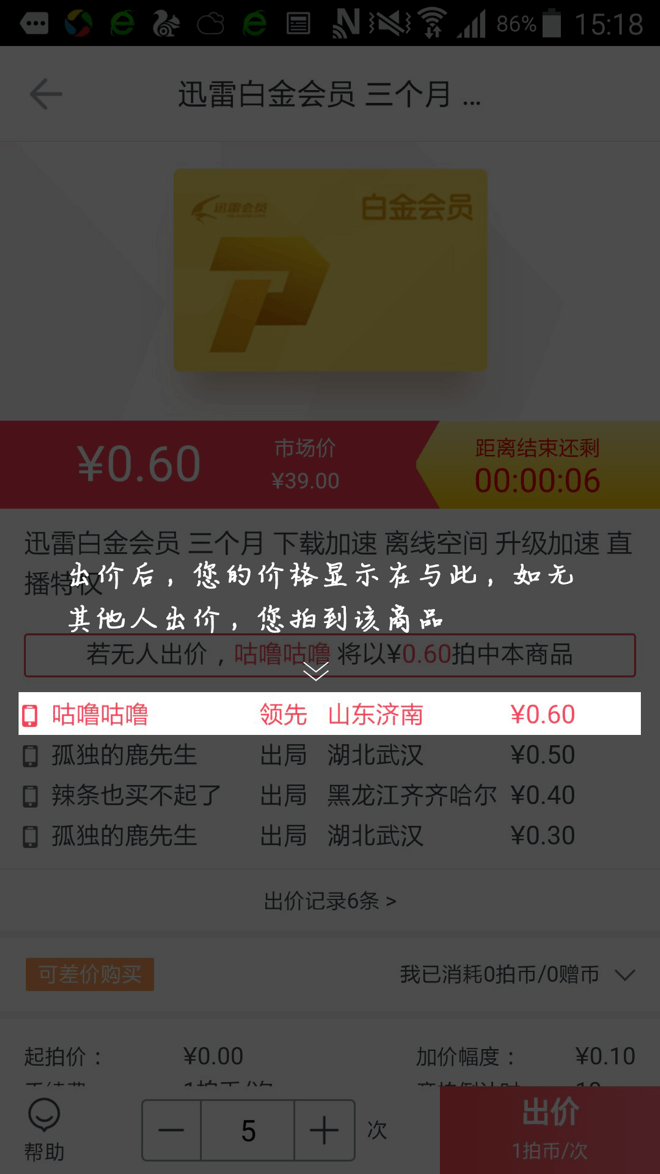 86% 15:18
迅雷白金会员 三个月 ...
迅雷会员 白金会员
¥0.60 市场价 ¥39.00 距离结束还剩 00:00:06
迅雷白金会员 三个月 下载加速 离线空间 升级加速 直
播特权
出价后，您的价格显示在与此，如无
其他人出价，您拍到该商品
若无人出价，咕噜咕噜 将以¥0.60拍中本商品
咕噜咕噜 领先 山东济南 ¥0.60
孤独的鹿先生 出局 湖北武汉 ¥0.50
辣条也买不起了 出局 黑龙江齐齐哈尔 ¥0.40
孤独的鹿先生 出局 湖北武汉 ¥0.30
出价记录6条 >
可差价购买 我已消耗0拍币/0赠币
起拍价： ¥0.00 加价幅度： ¥0.10
帮助 — 5 + 次 出价
1拍币/次